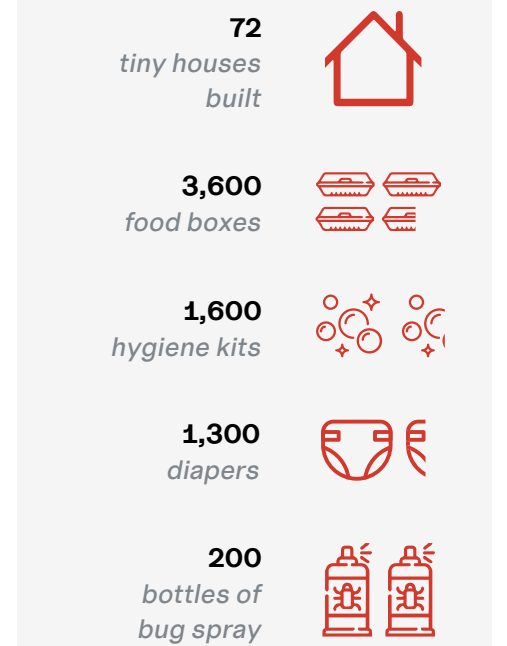 72
tiny houses
built
3,600
food boxes
1,600
hygiene kits
1,300
diapers
200
bottles of
bug spray